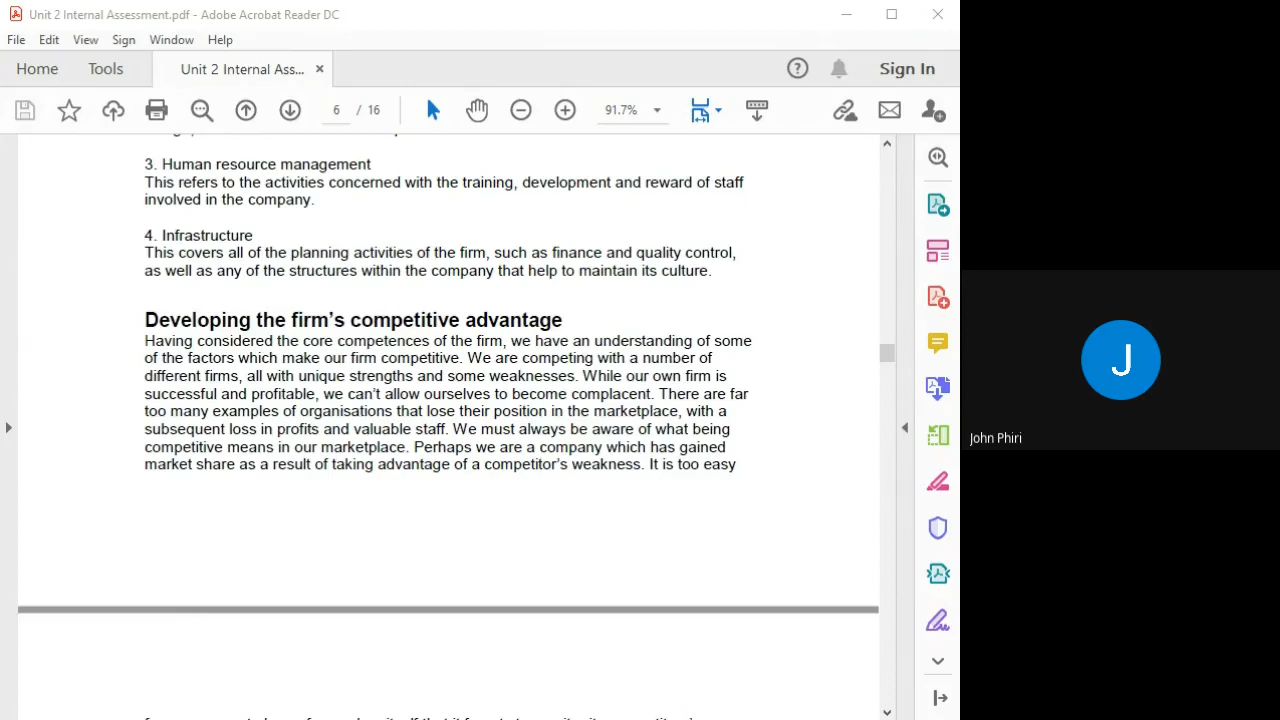 Unit 2 Internal Assessment.pdf - Adobe Acrobat Reader DC
File Edit View Sign Window Help
Home Tools Unit 2 Internal Ass... × Sign In
6 / 16 91.7%
3. Human resource management
This refers to the activities concerned with the training, development and reward of staff
involved in the company.
4. Infrastructure
This covers all of the planning activities of the firm, such as finance and quality control,
as well as any of the structures within the company that help to maintain its culture.
Developing the firm's competitive advantage
Having considered the core competences of the firm, we have an understanding of some
of the factors which make our firm competitive. We are competing with a number of
different firms, all with unique strengths and some weaknesses. While our own firm is
successful and profitable, we can't allow ourselves to become complacent. There are far
too many examples of organisations that lose their position in the marketplace, with a
subsequent loss in profits and valuable staff. We must always be aware of what being
competitive means in our marketplace. Perhaps we are a company which has gained
market share as a result of taking advantage of a competitor's weakness. It is too easy
J
John Phiri